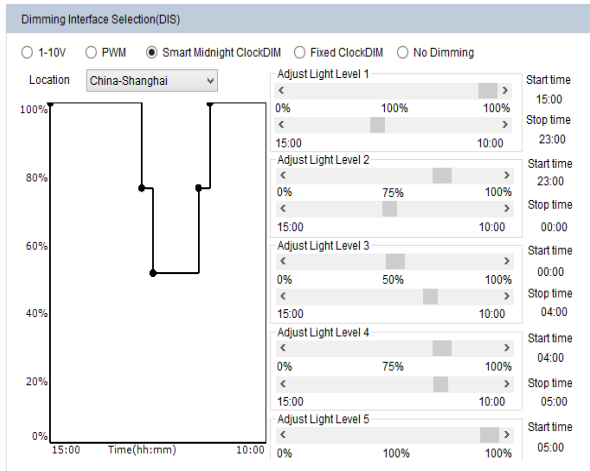 Dimming Interface Selection(DIS)
1-10V PWM Smart Midnight ClockDIM Fixed ClockDIM No Dimming
Location China-Shanghai
100%
80%
60%
40%
20%
0%
15:00 Time(hh:mm) 10:00
Adjust Light Level 1
0% 100% 100%
15:00 10:00
Start time
15:00
Stop time
23:00
Adjust Light Level 2
0% 75% 100%
15:00 10:00
Start time
23:00
Stop time
00:00
Adjust Light Level 3
0% 50% 100%
15:00 10:00
Start time
00:00
Stop time
04:00
Adjust Light Level 4
0% 75% 100%
15:00 10:00
Start time
04:00
Stop time
05:00
Adjust Light Level 5
0% 100% 100%
Start time
05:00